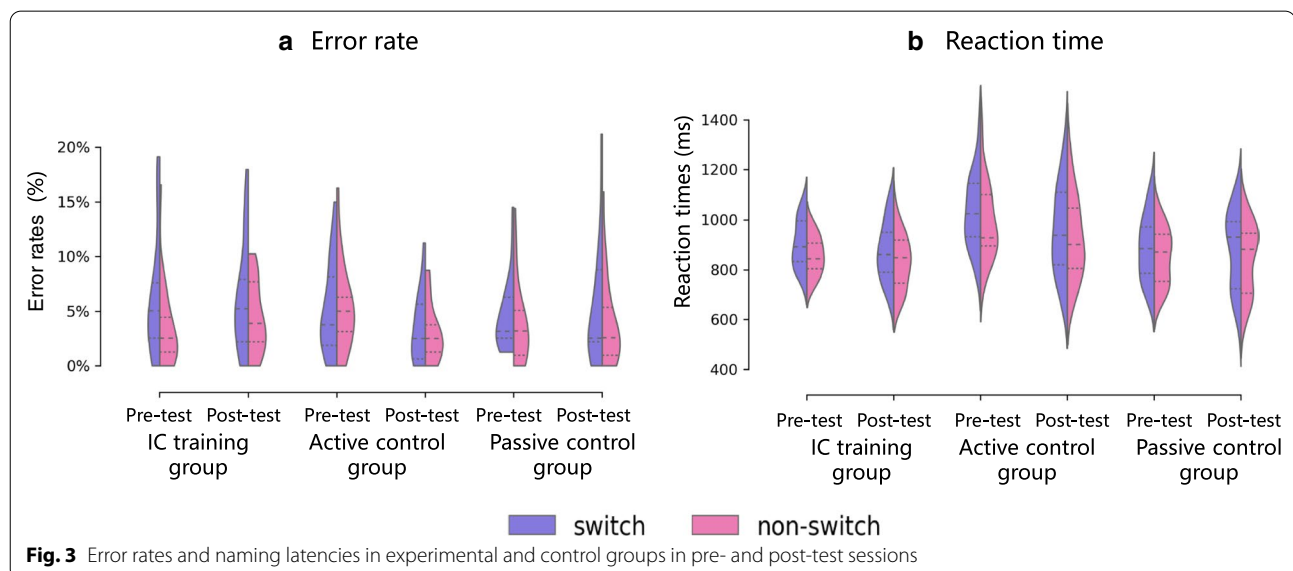 a Error rate
Error rates (%)
20%
15%
10%
5%
0%
Pre-test Post-test Pre-test Post-test Pre-test Post-test
IC training Active control Passive control
group group group
b Reaction time
Reaction times (ms)
1400
1200
1000
800
600
400
Pre-test Post-test Pre-test Post-test Pre-test Post-test
IC training Active control Passive control
group group group
switch non-switch
Fig. 3 Error rates and naming latencies in experimental and control groups in pre- and post-test sessions